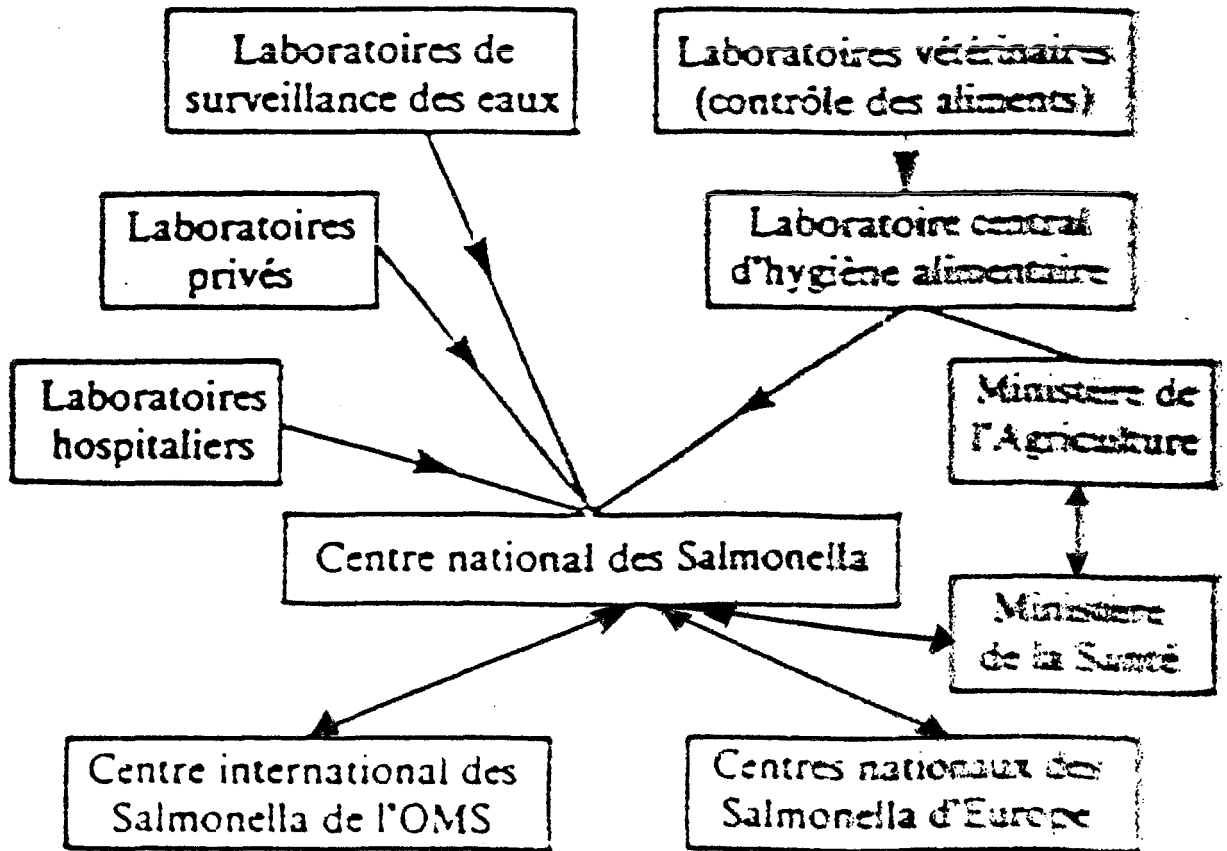 Laboratoires de
surveillance des eaux
Laboratoires vétérinaires
(contrôle des aliments)
Laboratoires
privés
Laboratoire central
d'hygiène alimentaire
Laboratoires
hospitaliers
Ministère de
l'Agriculture
Centre national des Salmonella
Ministère
de la Santé
Centre international des
Salmonella de l'OMS
Centres nationaux des
Salmonella d'Europe